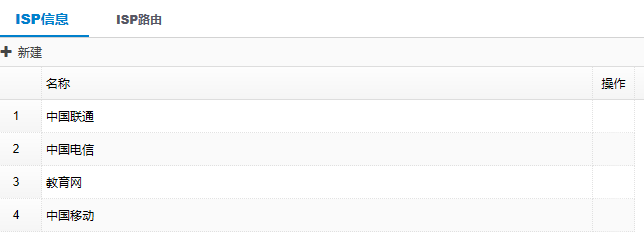 ISP信息 ISP路由
新建
名称 操作
1 中国联通
2 中国电信
3 教育网
4 中国移动